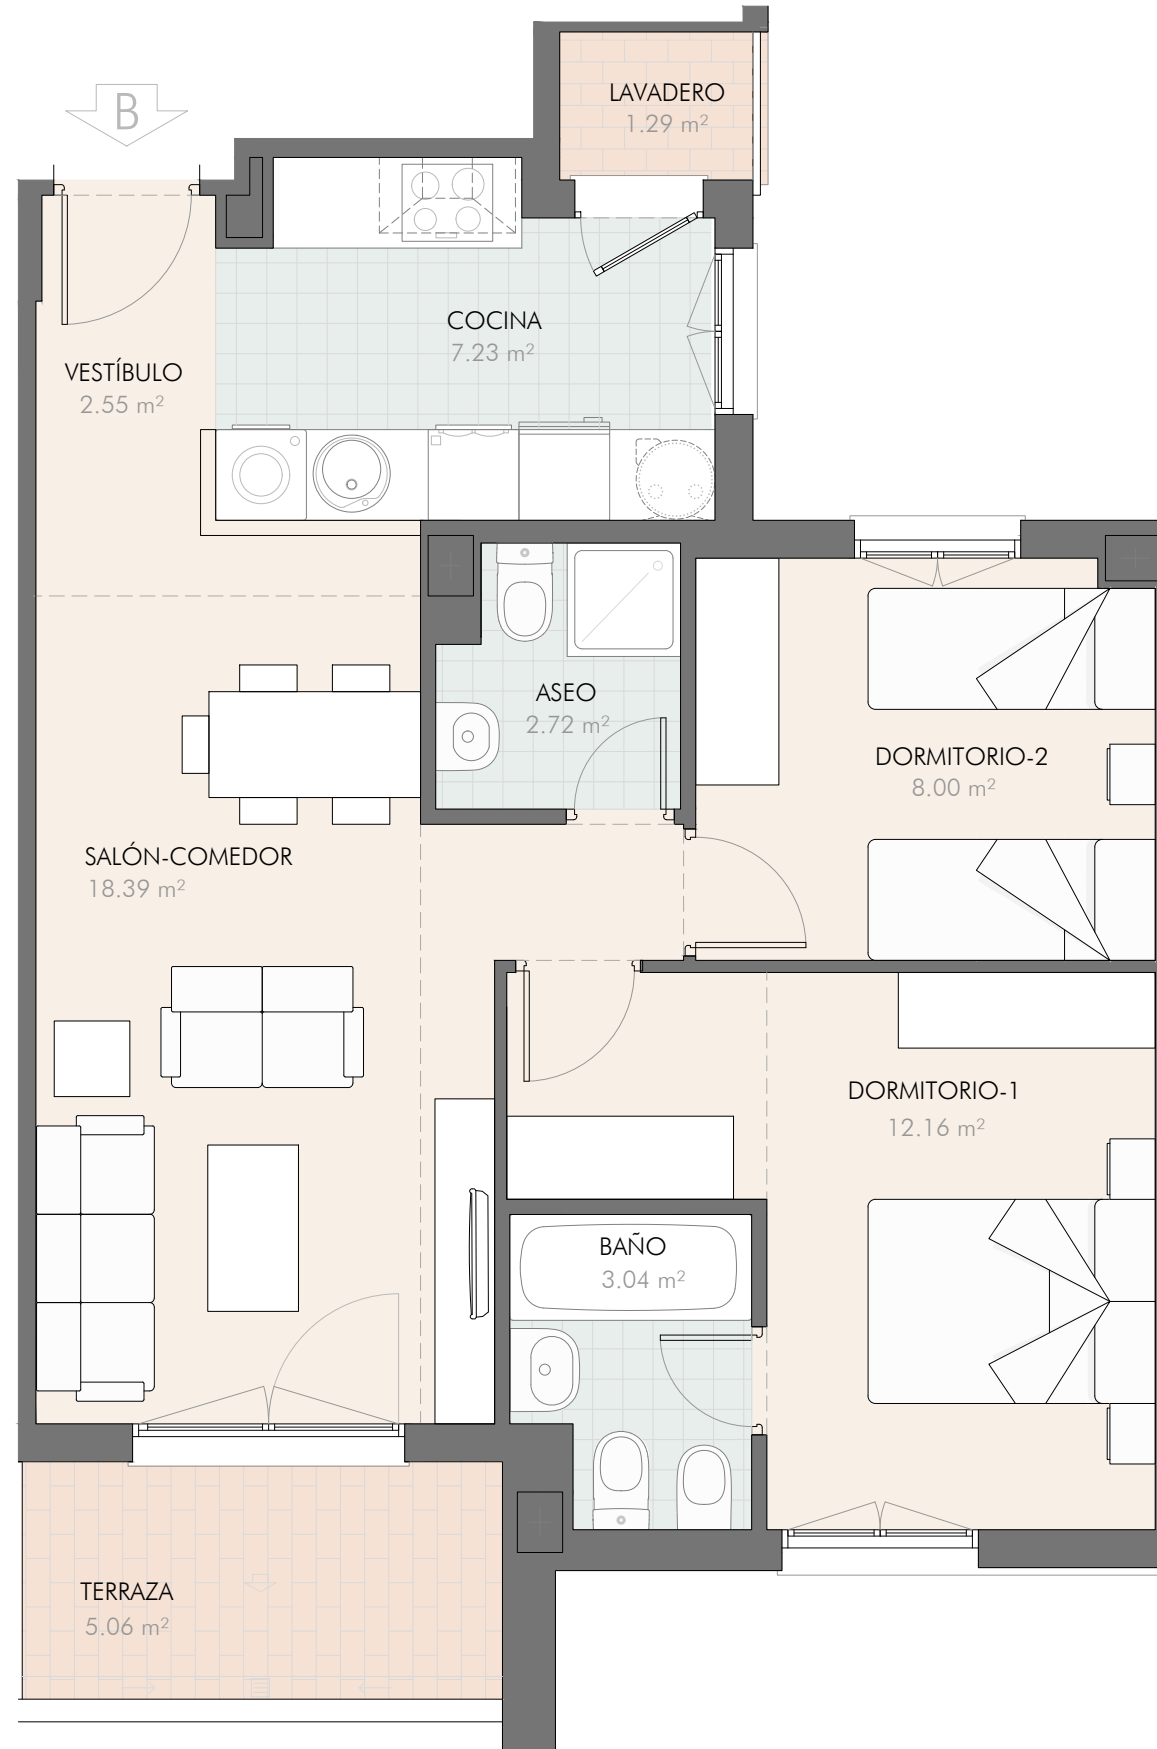 B
LAVADERO
1.29 m²
COCINA
7.23 m²
VESTÍBULO
2.55 m²
ASEO
2.72 m²
DORMITORIO-2
8.00 m²
SALÓN-COMEDOR
18.39 m²
DORMITORIO-1
12.16 m²
BAÑO
3.04 m²
TERRAZA
5.06 m²